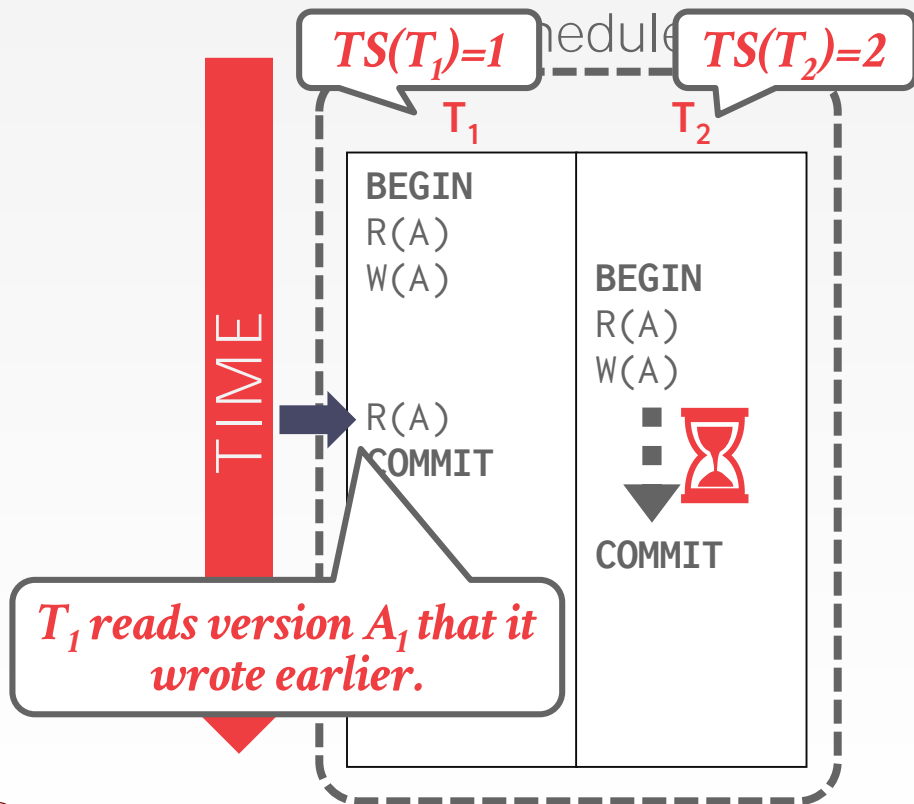 hedule
TS(T₁)=1
TS(T₂)=2
T₁
T₂
TIME
BEGIN
R(A)
W(A)
BEGIN
R(A)
W(A)
R(A)
COMMIT
COMMIT
T₁ reads version A₁ that it
wrote earlier.